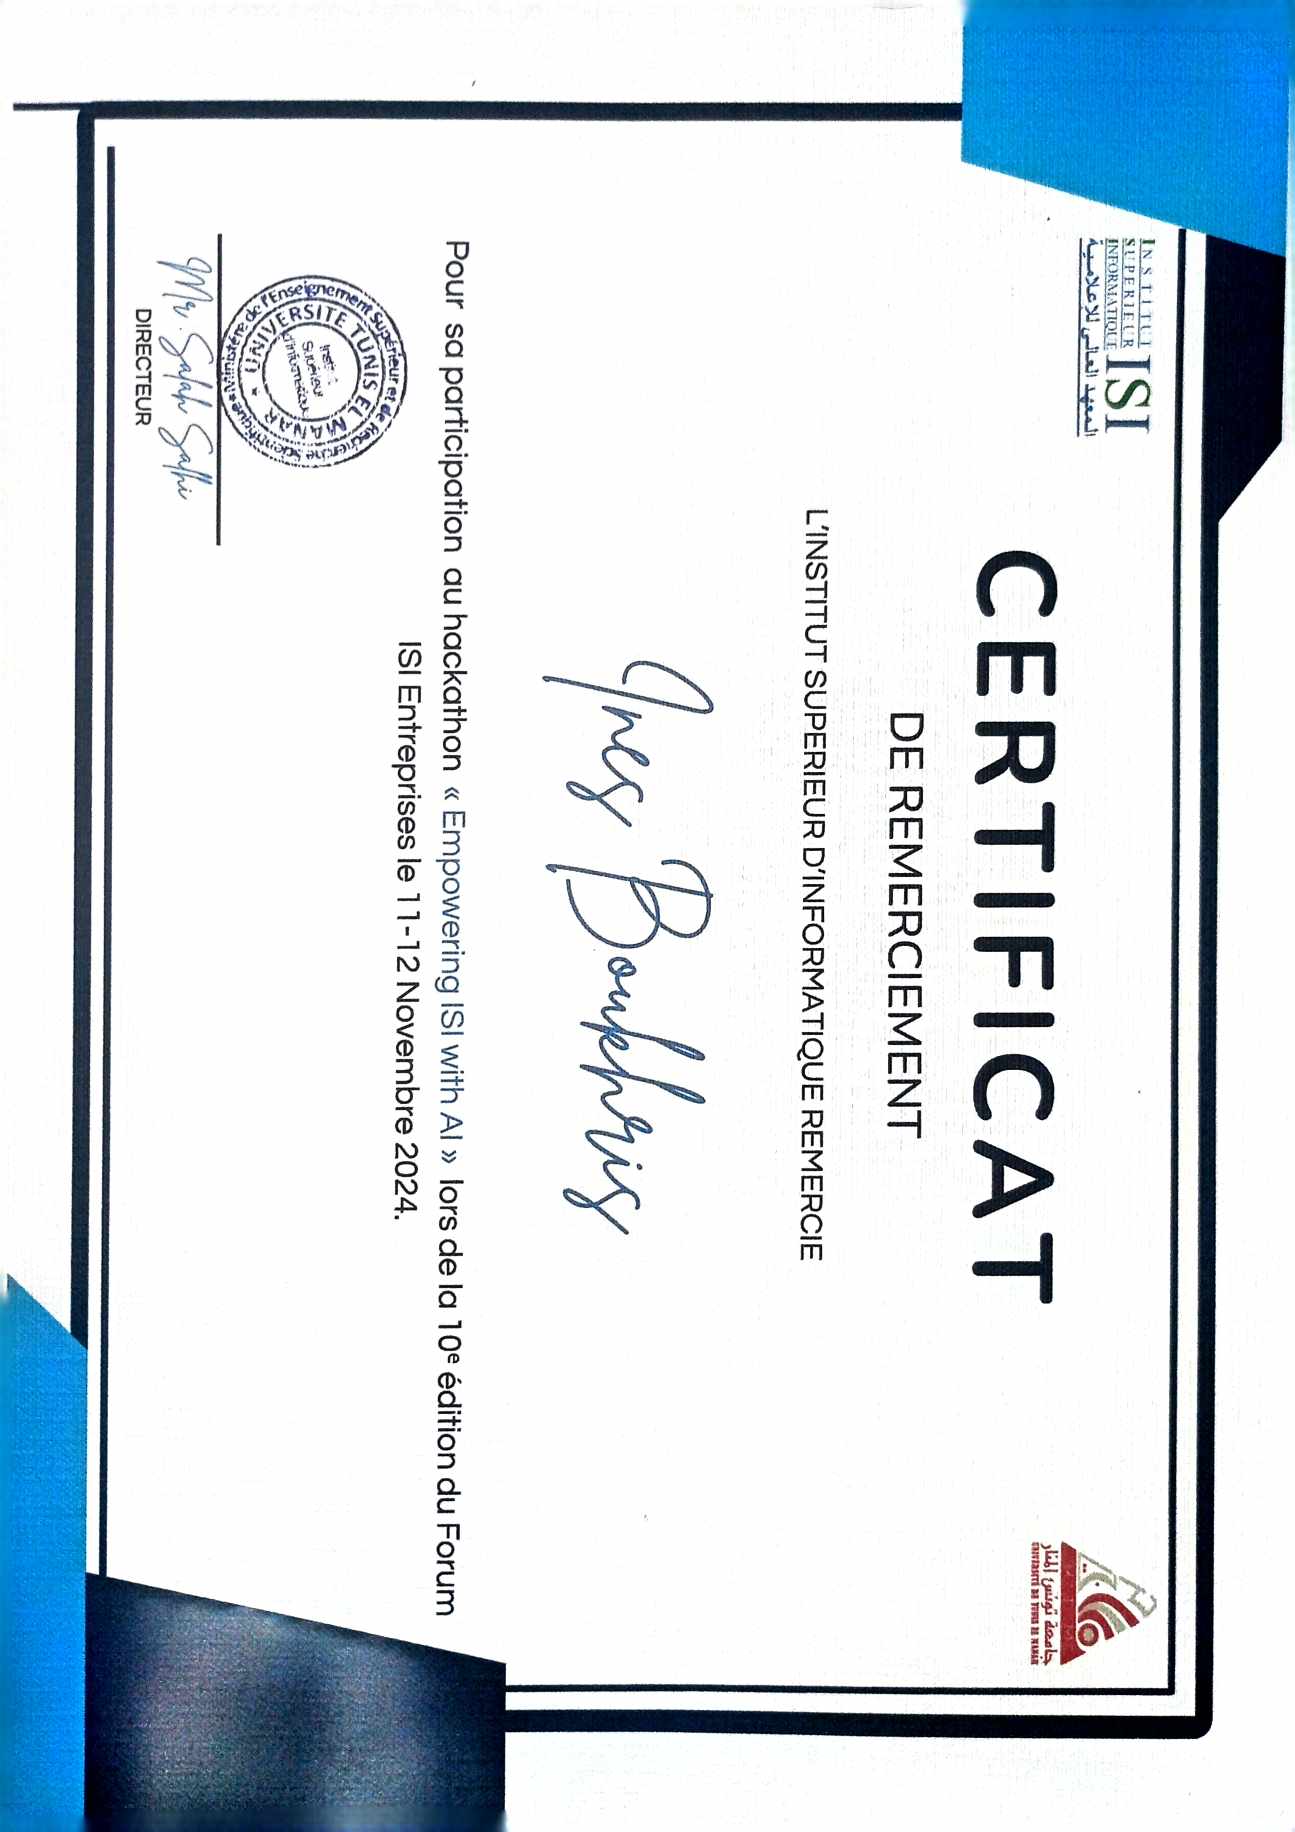 INSTITUT
SUPERIEUR
INFORMATIQUE
ISI
المعهد العالي للإعلامية
جامعة تونس المنار
UNIVERSITÉ DE TUNIS EL MANAR
CERTIFICAT
DE REMERCIEMENT
L'INSTITUT SUPERIEUR D'INFORMATIQUE REMERCIE
Ines Boukhris
Pour sa participation au hackathon « Empowering ISI with AI » lors de la 10e édition du Forum
ISI Entreprises le 11-12 Novembre 2024.
Ministère de l'Enseignement Supérieur et de Recherche Scientifique
UNIVERSITE TUNIS EL MANAR
Institut
Supérieur
d'informatique
Mr. Salah Salhi
DIRECTEUR